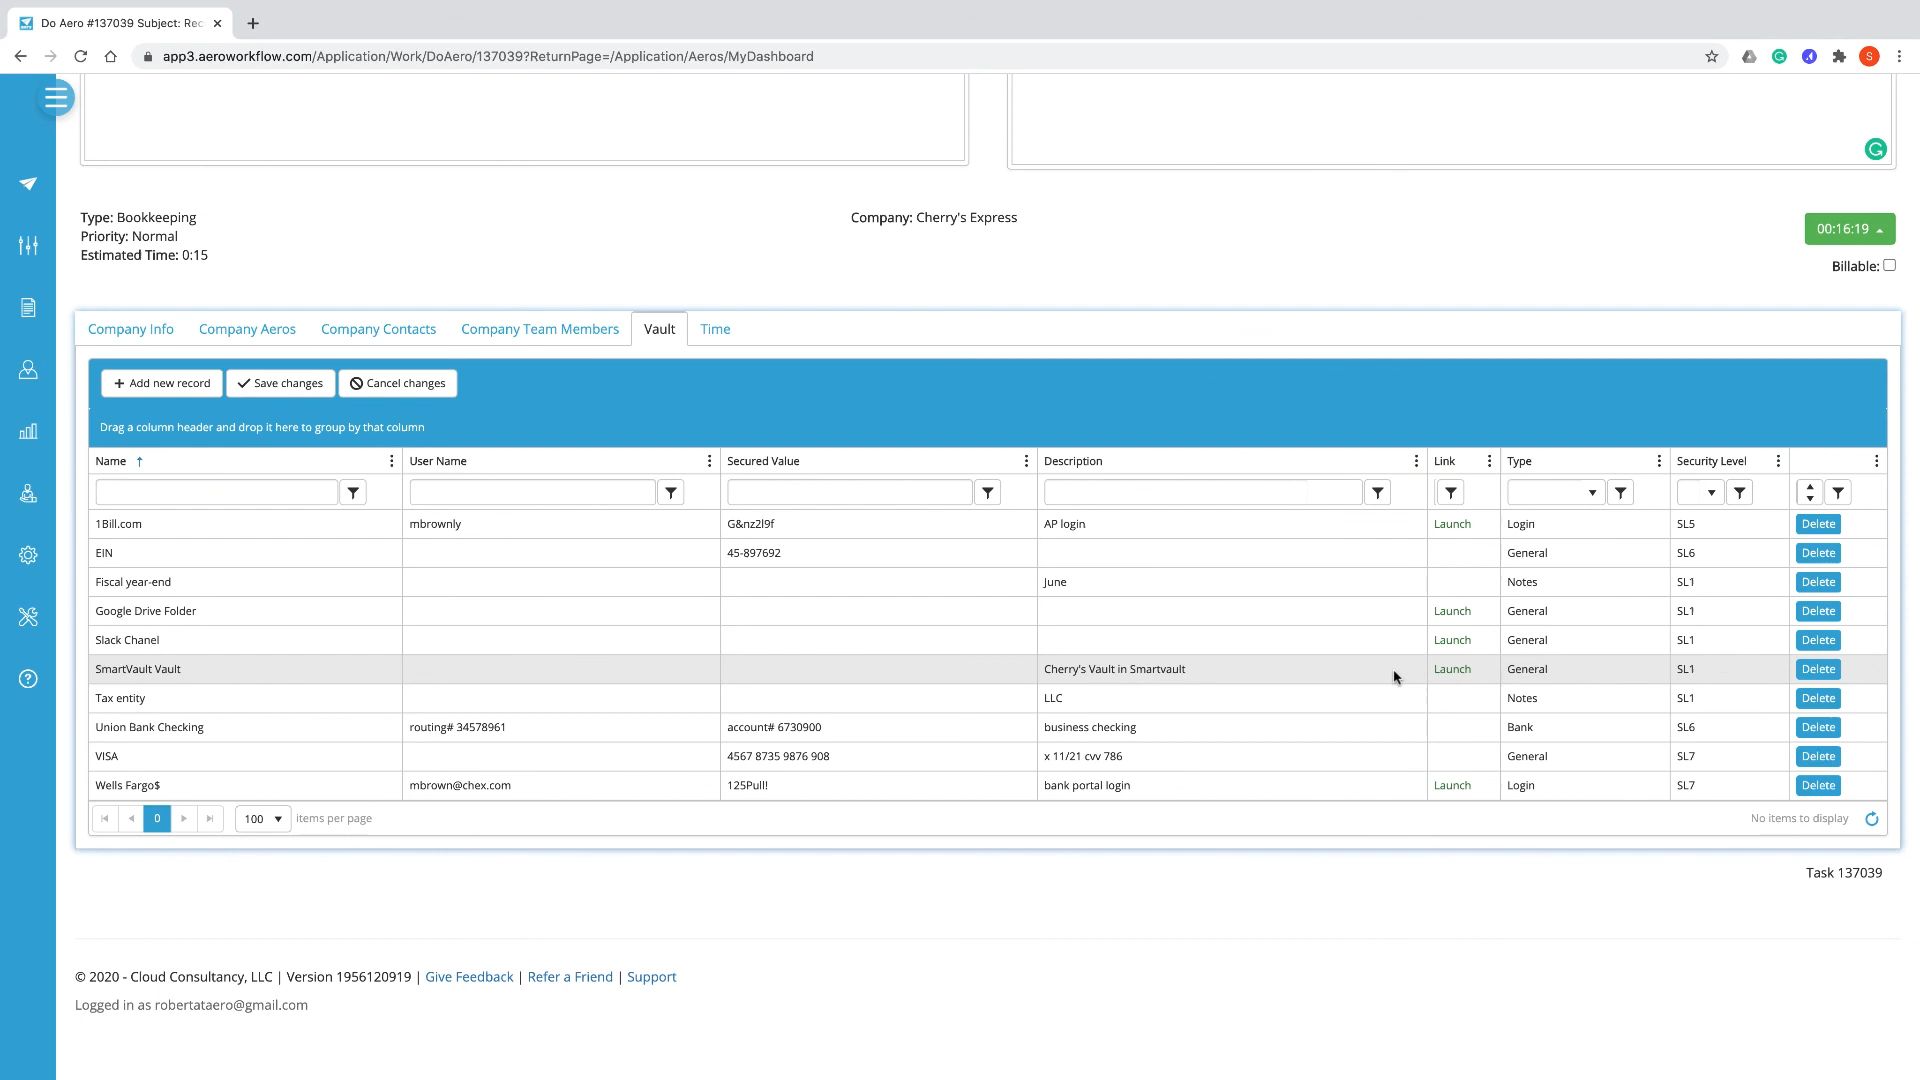 Do Aero #137039 Subject: Rec
app3.aeroworkflow.com/Application/Work/DoAero/137039?ReturnPage=/Application/Aeros/MyDashboard
S
Type: Bookkeeping
Priority: Normal
Estimated Time: 0:15
Company: Cherry's Express
00:16:19
Billable:
Company Info Company Aeros Company Contacts Company Team Members Vault Time
+ Add new record Save changes Cancel changes
Drag a column header and drop it here to group by that column
Name ↑ User Name Secured Value Description Link Type Security Level
1Bill.com mbrownly G&nz2l9f AP login Launch Login SL5 Delete
EIN 45-897692 General SL6 Delete
Fiscal year-end June Notes SL1 Delete
Google Drive Folder Launch General SL1 Delete
Slack Chanel Launch General SL1 Delete
SmartVault Vault Cherry's Vault in Smartvault Launch General SL1 Delete
Tax entity LLC Notes SL1 Delete
Union Bank Checking routing# 34578961 account# 6730900 business checking Bank SL6 Delete
VISA 4567 8735 9876 908 x 11/21 cvv 786 General SL7 Delete
Wells Fargo$ mbrown@chex.com 125Pull! bank portal login Launch Login SL7 Delete
0 100 items per page No items to display
Task 137039
© 2020 - Cloud Consultancy, LLC | Version 1956120919 | Give Feedback | Refer a Friend | Support
Logged in as robertataero@gmail.com